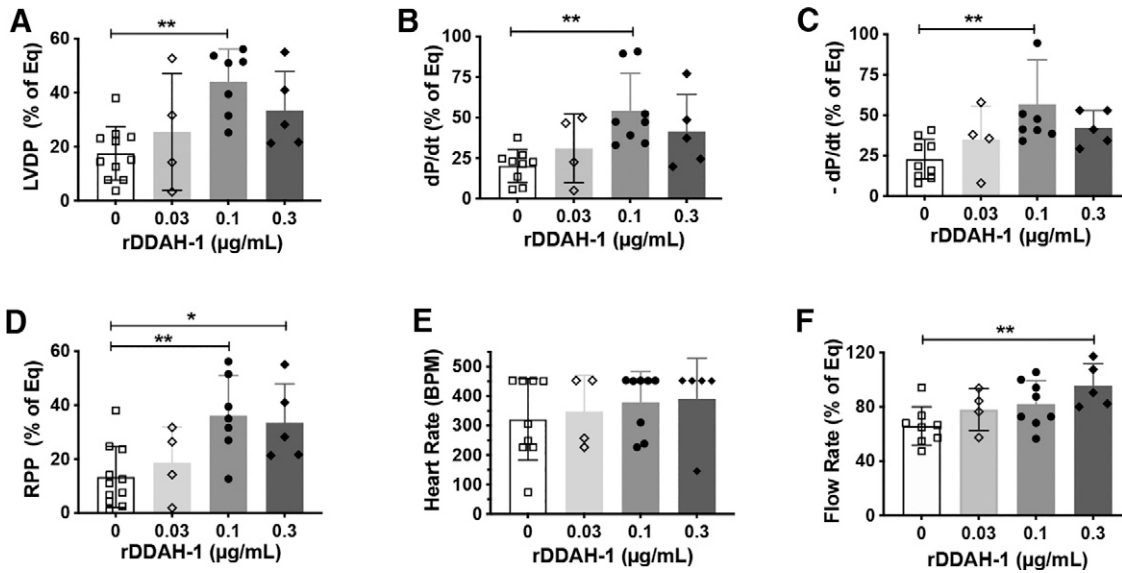 A
**
LVDP (% of Eq)
60
40
20
0
0 0.03 0.1 0.3
rDDAH-1 (µg/mL)
B
**
dP/dt (% of Eq)
100
75
50
25
0
0 0.03 0.1 0.3
rDDAH-1 (µg/mL)
C
**
- dP/dt (% of Eq)
100
75
50
25
0
0 0.03 0.1 0.3
rDDAH-1 (µg/mL)
D
*
**
RPP (% of Eq)
60
40
20
0
0 0.03 0.1 0.3
rDDAH-1 (µg/mL)
E
Heart Rate (BPM)
500
400
300
200
100
0
0 0.03 0.1 0.3
rDDAH-1 (µg/mL)
F
**
Flow Rate (% of Eq)
120
80
40
0
0 0.03 0.1 0.3
rDDAH-1 (µg/mL)